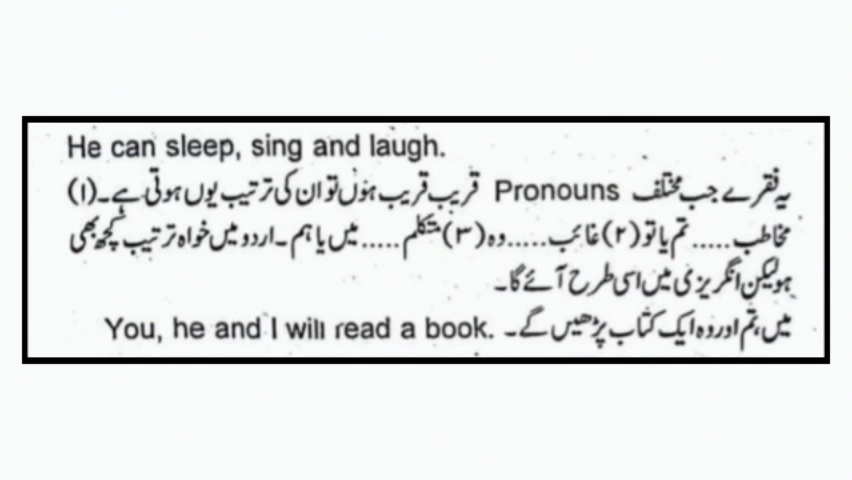 He can sleep, sing and laugh.
یہ فقرے جب مختلف Pronouns قریب قریب ہوں تو ان کی ترتیب یوں ہوتی ہے۔ (۱)
مخاطب ..... تم یا تو (۲) غائب ..... وہ (۳) متکلم ..... میں یا ہم۔ اردو میں خواہ ترتیب کچھ بھی
ہو لیکن انگریزی میں اسی طرح آئے گا۔
میں، تم اور وہ ایک کتاب پڑھیں گے۔ You, he and I will read a book.